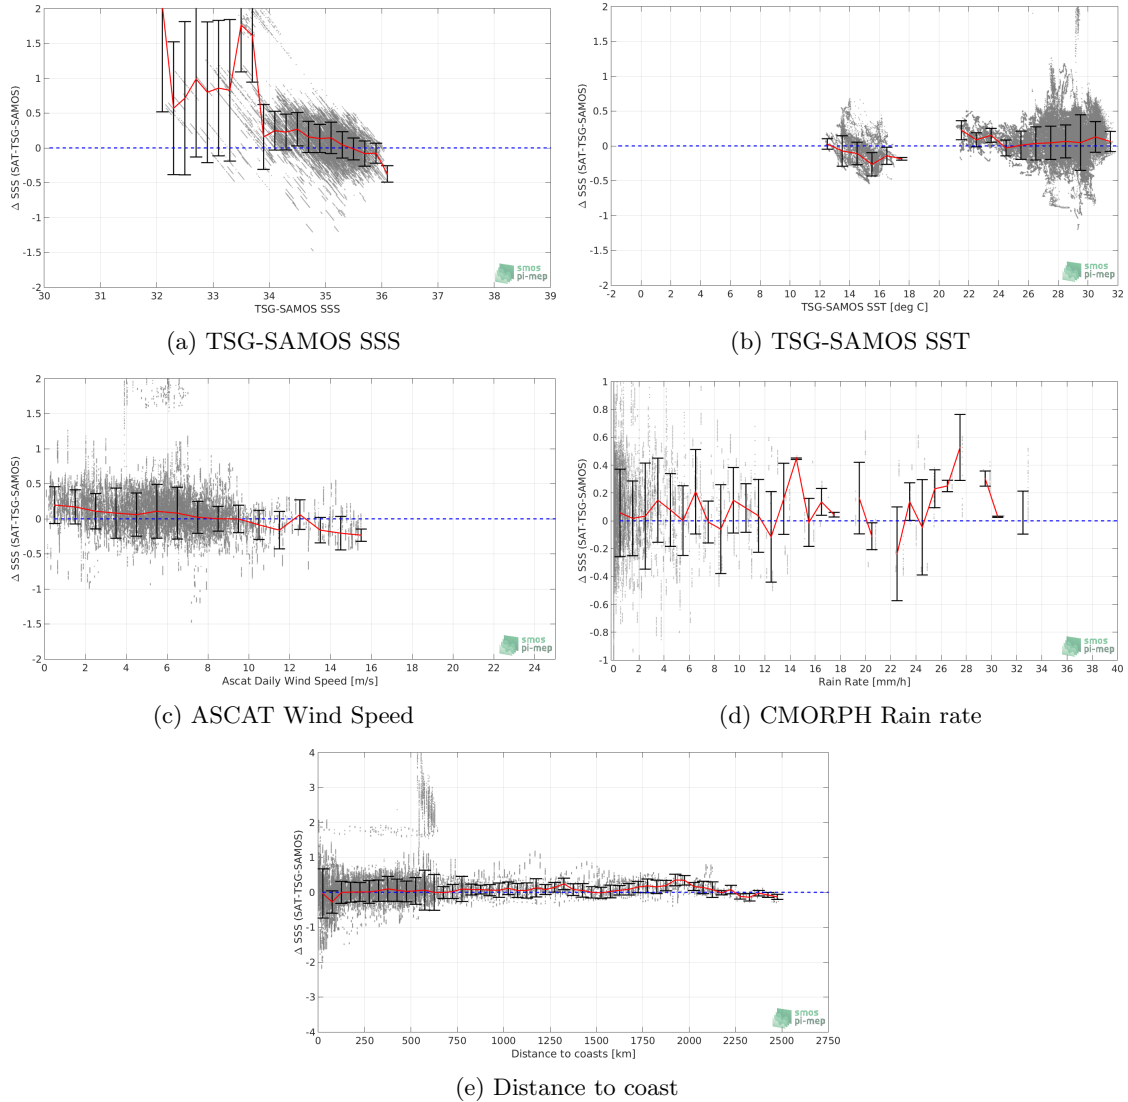 2
1.5
1
0.5
0
-0.5
-1
-1.5
-2
Δ SSS (SAT-TSG-SAMOS)
30 31 32 33 34 35 36 37 38 39
TSG-SAMOS SSS
smos
pi-mep
(a) TSG-SAMOS SSS
2
1.5
1
0.5
0
-0.5
-1
-1.5
-2
Δ SSS (SAT-TSG-SAMOS)
-2 0 2 4 6 8 10 12 14 16 18 20 22 24 26 28 30 32
TSG-SAMOS SST [deg C]
smos
pi-mep
(b) TSG-SAMOS SST
2
1.5
1
0.5
0
-0.5
-1
-1.5
-2
Δ SSS (SAT-TSG-SAMOS)
0 2 4 6 8 10 12 14 16 18 20 22 24
Ascat Daily Wind Speed [m/s]
smos
pi-mep
(c) ASCAT Wind Speed
1
0.8
0.6
0.4
0.2
0
-0.2
-0.4
-0.6
-0.8
-1
Δ SSS (SAT-TSG-SAMOS)
0 2 4 6 8 10 12 14 16 18 20 22 24 26 28 30 32 34 36 38 40
Rain Rate [mm/h]
smos
pi-mep
(d) CMORPH Rain rate
4
3
2
1
0
-1
-2
-3
-4
Δ SSS (SAT-TSG-SAMOS)
0 250 500 750 1000 1250 1500 1750 2000 2250 2500 2750
Distance to coasts [km]
smos
pi-mep
(e) Distance to coast